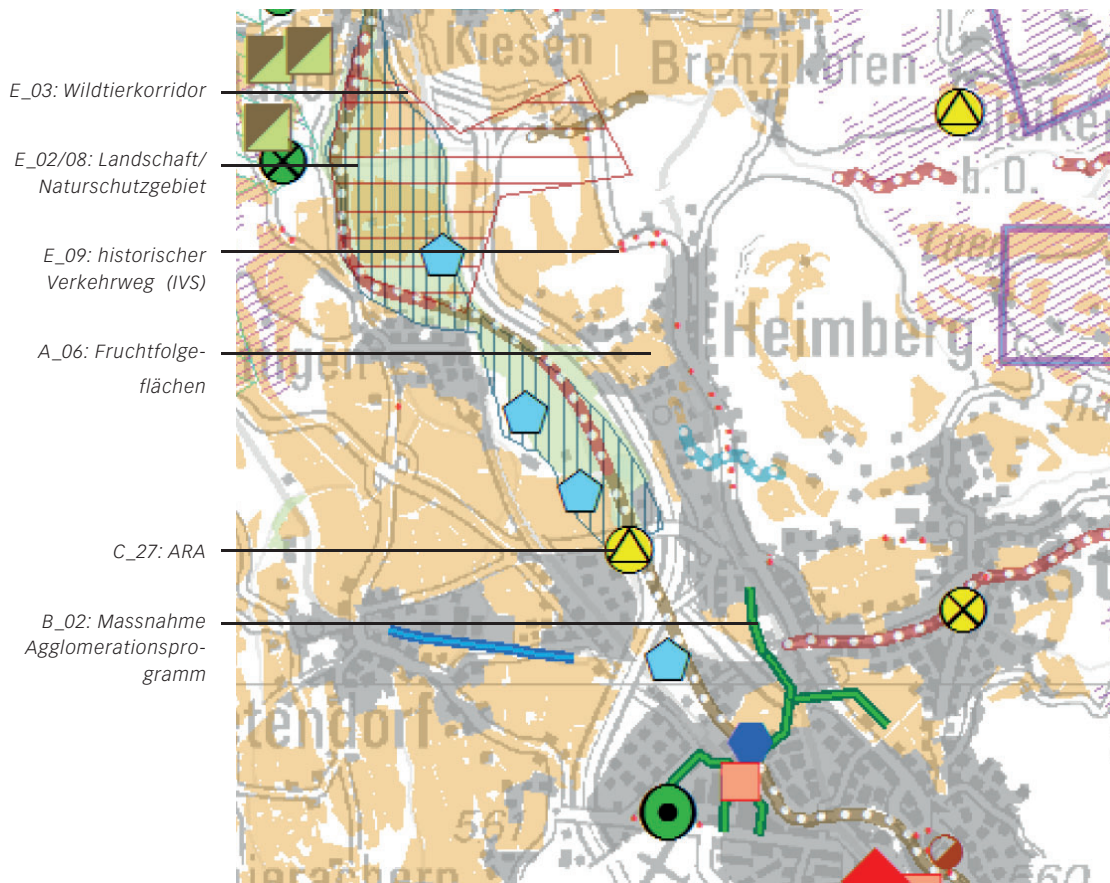 E_03: Wildtierkorridor
E_02/08: Landschaft/
Naturschutzgebiet
E_09: historischer
Verkehrweg (IVS)
A_06: Fruchtfolge-
flächen
C_27: ARA
B_02: Massnahme
Agglomerationspro-
gramm
Kiesen
Brenzikofen
b. O.
Heimberg
tendorf
561
ierachern
560